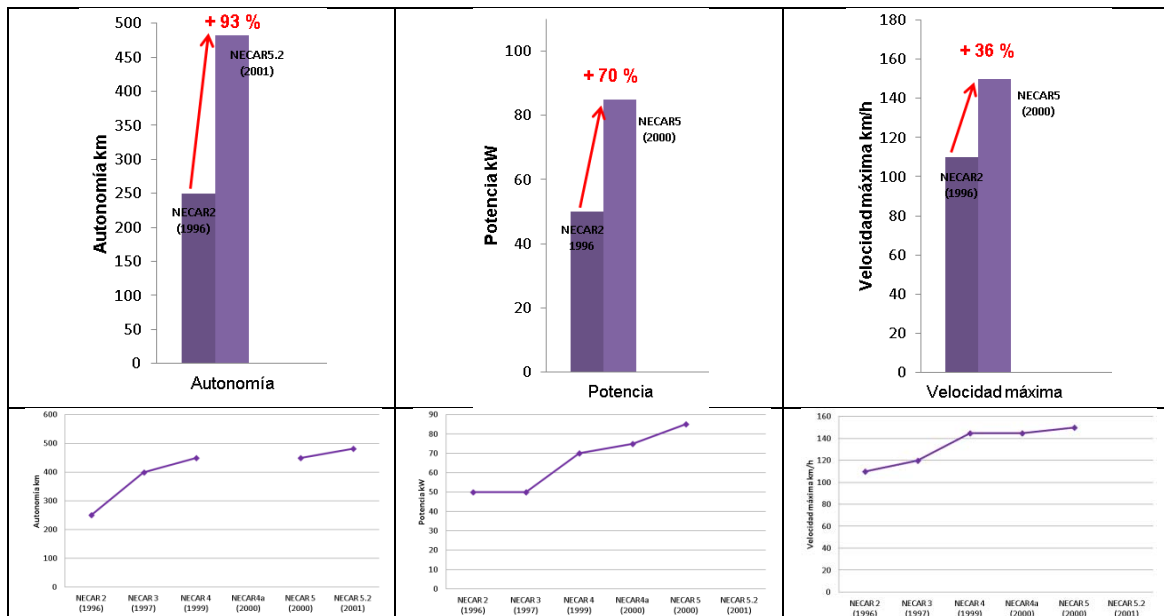 + 93 %
Autonomía km
500
450
400
350
300
250
200
150
100
50
0
NECAR5.2
(2001)
NECAR2
(1996)
Autonomía
+ 70 %
Potencia kW
100
80
60
40
20
0
NECAR5
(2000)
NECAR2
1996
Potencia
+ 36 %
Velocidad máxima km/h
180
160
140
120
100
80
60
40
20
0
NECAR5
(2000)
NECAR2
(1996)
Velocidad máxima
Autonomía km
600
500
400
300
200
100
0
NECAR 2 NECAR 3 NECAR 4 NECAR4a NECAR 5 NECAR 5.2
(1996) (1997) (1999) (2000) (2000) (2001)
Potencia kW
90
80
70
60
50
40
30
20
10
0
NECAR 2 NECAR 3 NECAR 4 NECAR4a NECAR 5 NECAR 5.2
(1996) (1997) (1999) (2000) (2000) (2001)
Velocidad máxima km/h
160
140
120
100
80
60
40
20
0
NECAR 2 NECAR 3 NECAR 4 NECAR4a NECAR 5 NECAR 5.2
(1996) (1997) (1999) (2000) (2000) (2001)